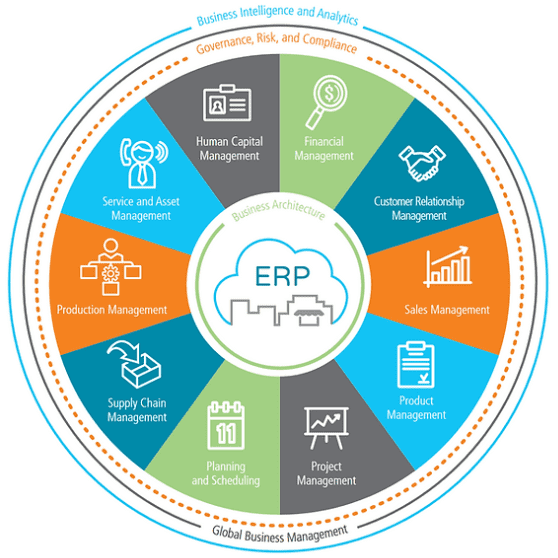 Business Intelligence and Analytics
Governance, Risk, and Compliance
Human Capital
Management
Financial
Management
Service and Asset
Management
Customer Relationship
Management
Business Architecture
ERP
Production Management
Sales Management
Supply Chain
Management
Product
Management
11
Planning
and Scheduling
Project
Management
Global Business Management